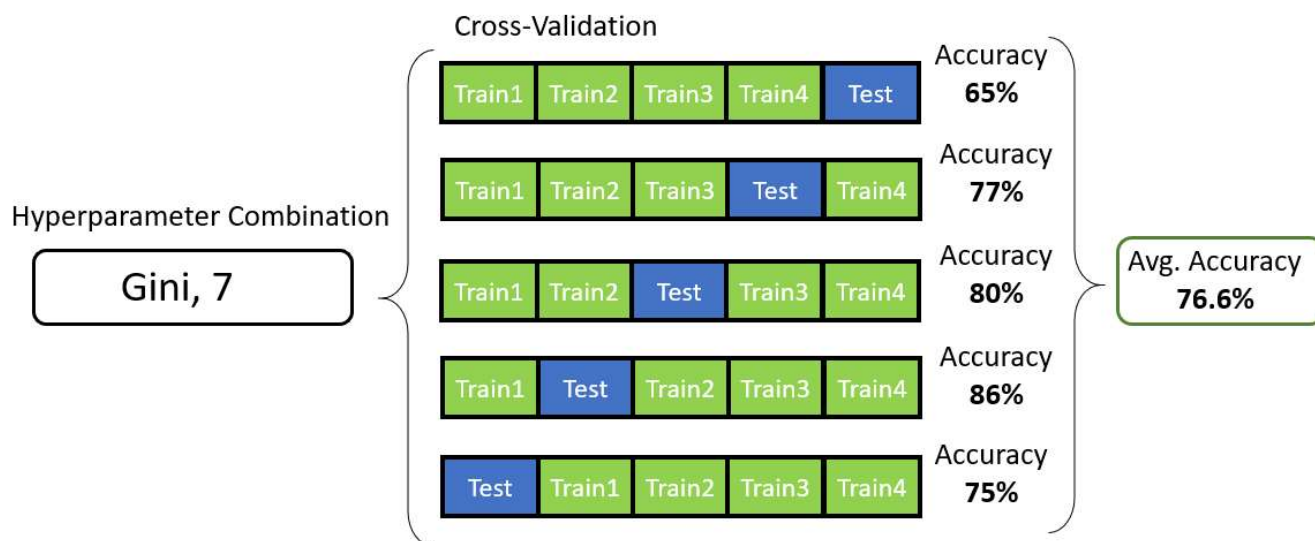 Cross-Validation
Train1 Train2 Train3 Train4 Test
Accuracy
65%
Train1 Train2 Train3 Test Train4
Accuracy
77%
Hyperparameter Combination
Gini, 7
Train1 Train2 Test Train3 Train4
Accuracy
80%
Avg. Accuracy
76.6%
Train1 Test Train2 Train3 Train4
Accuracy
86%
Test Train1 Train2 Train3 Train4
Accuracy
75%